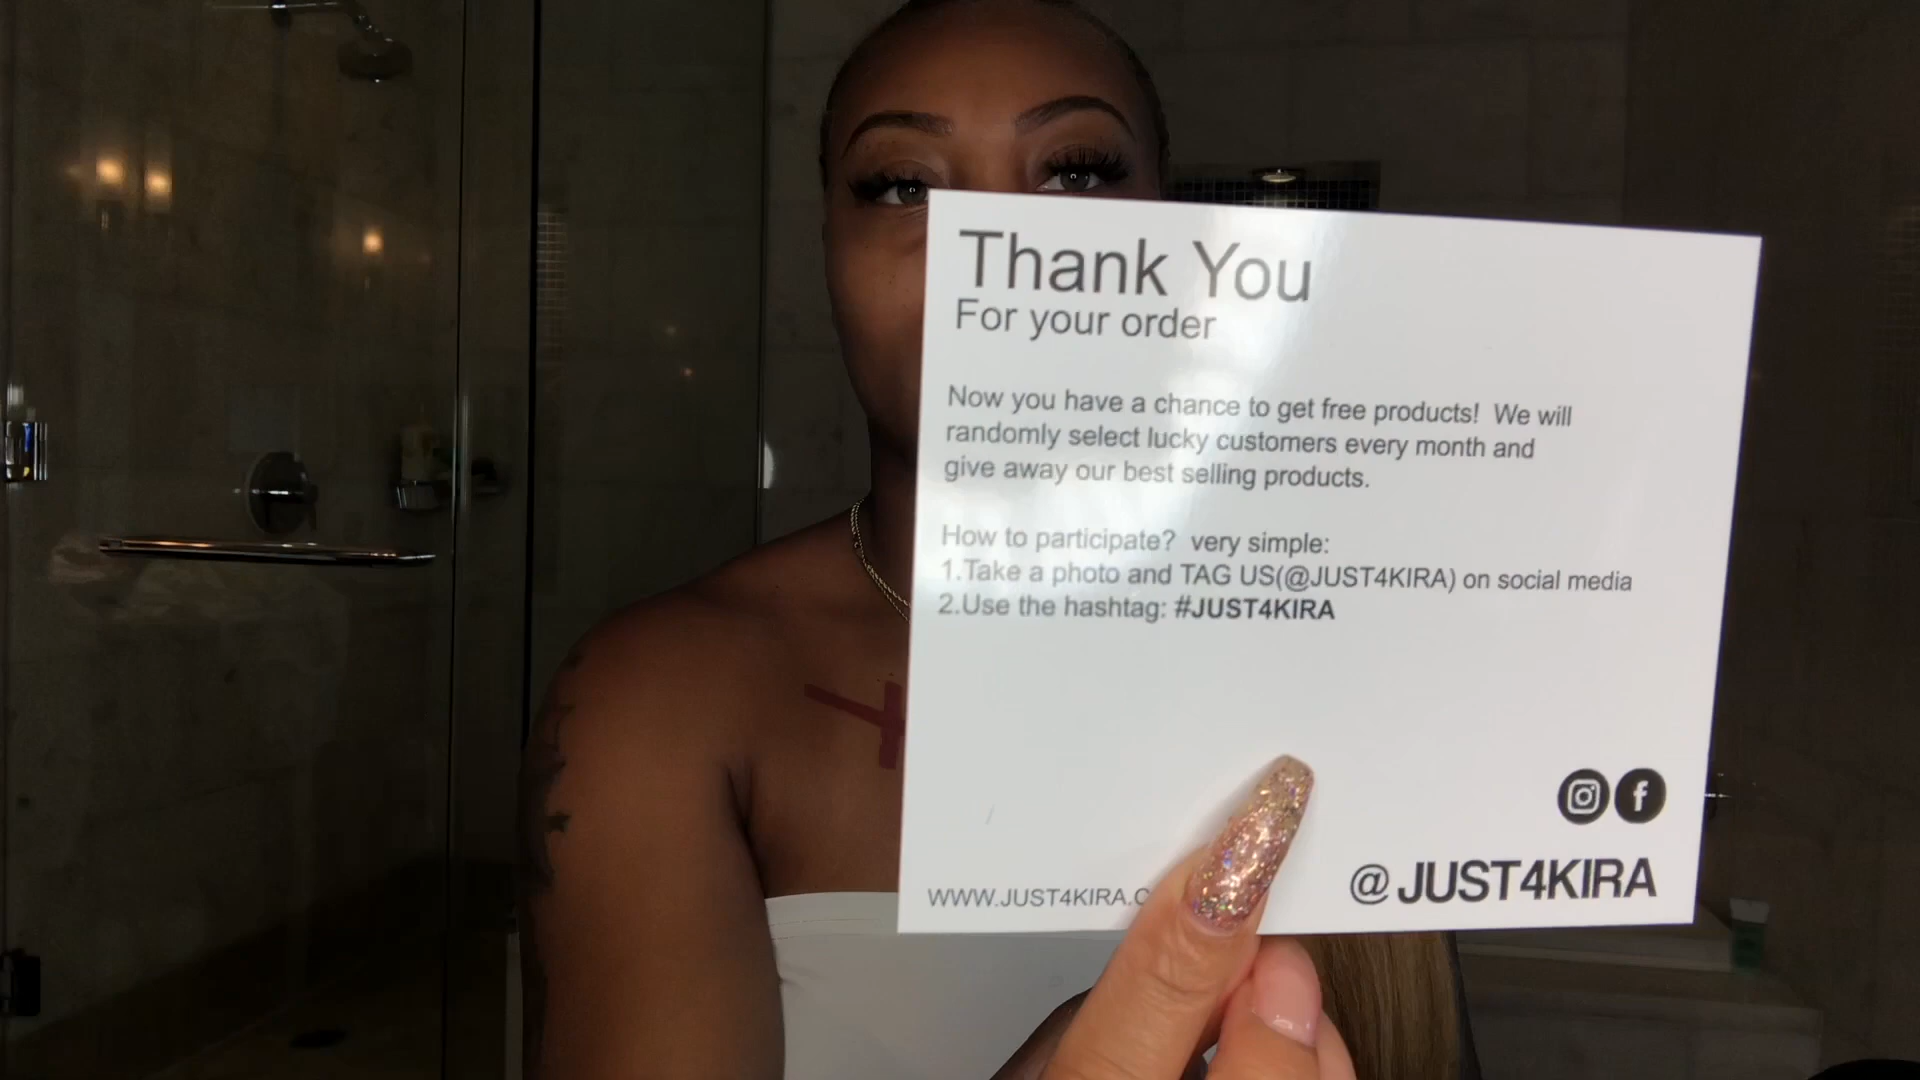 Thank You
For your order
Now you have a chance to get free products! We will
randomly select lucky customers every month and
give away our best selling products.
How to participate? very simple:
1.Take a photo and TAG US(@JUST4KIRA) on social media
2.Use the hashtag: #JUST4KIRA
@JUST4KIRA
WWW.JUST4KIRA.C